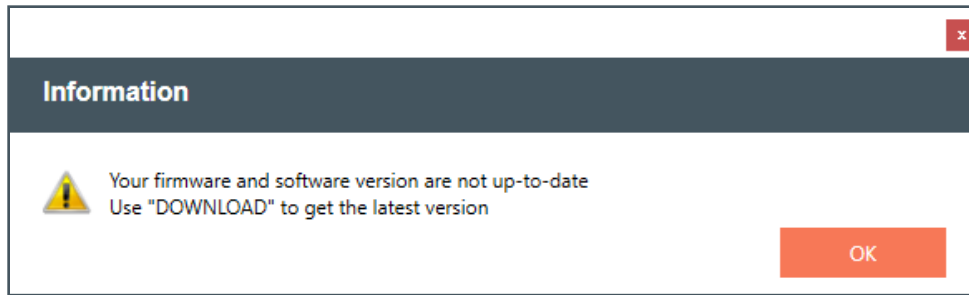 x
Information
Your firmware and software version are not up-to-date
Use "DOWNLOAD" to get the latest version
OK